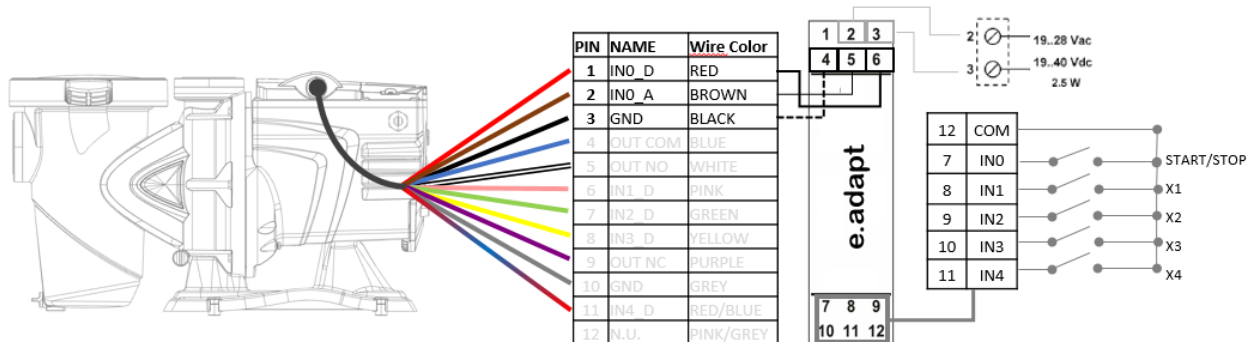 PIN NAME Wire Color
1 IN0_D RED
2 IN0_A BROWN
3 GND BLACK
4 OUT COM BLUE
5 OUT NO WHITE
6 IN1_D PINK
7 IN2_D GREEN
8 IN3_D YELLOW
9 OUT NC PURPLE
10 GND GREY
11 IN4_D RED/BLUE
12 N.U. PINK/GREY
1 2 3
4 5 6
e.adapt
7 8 9
10 11 12
2 19..28 Vac
3 19..40 Vdc
2.5 W
12 COM
7 IN0 START/STOP
8 IN1 X1
9 IN2 X2
10 IN3 X3
11 IN4 X4